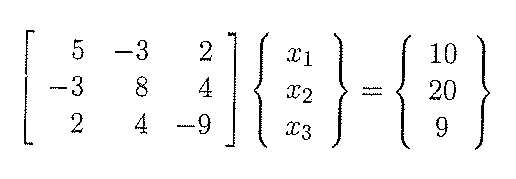 5 −3 2 x₁ 10
−3 8 4 x₂ = 20
2 4 −9 x₃ 9